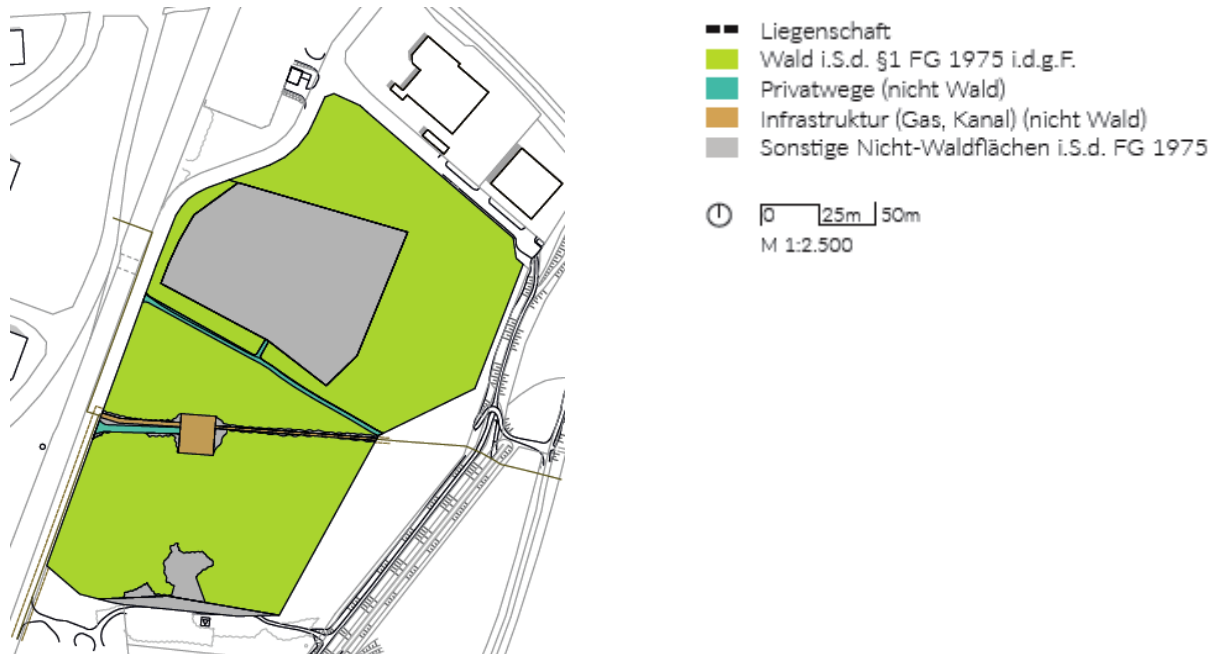 Liegenschaft
Wald i.S.d. §1 FG 1975 i.d.g.F.
Privatwege (nicht Wald)
Infrastruktur (Gas, Kanal) (nicht Wald)
Sonstige Nicht-Waldflächen i.S.d. FG 1975
0 25m 50m
M 1:2.500